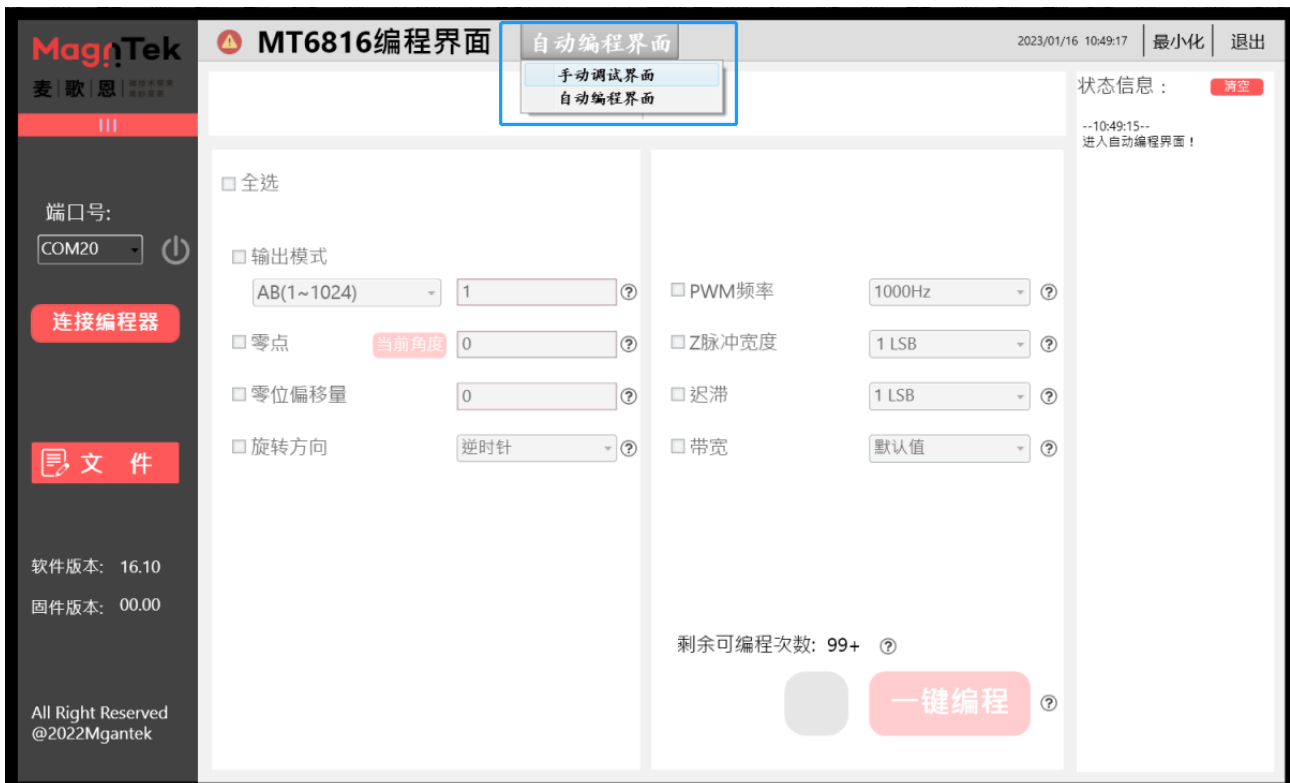 MagnTek
麦|歌|恩
MT6816编程界面
自动编程界面
2023/01/16 10:49:17
最小化
退出
手动调试界面
自动编程界面
状态信息：
清空
--10:49:15--
进入自动编程界面！
端口号:
COM20
连接编程器
文 件
软件版本: 16.10
固件版本: 00.00
All Right Reserved
@2022Mgantek
全选
输出模式
AB(1~1024)
1
零点
当前角度
0
零位偏移量
0
旋转方向
逆时针
PWM频率
1000Hz
Z脉冲宽度
1 LSB
迟滞
1 LSB
带宽
默认值
剩余可编程次数: 99+
一键编程